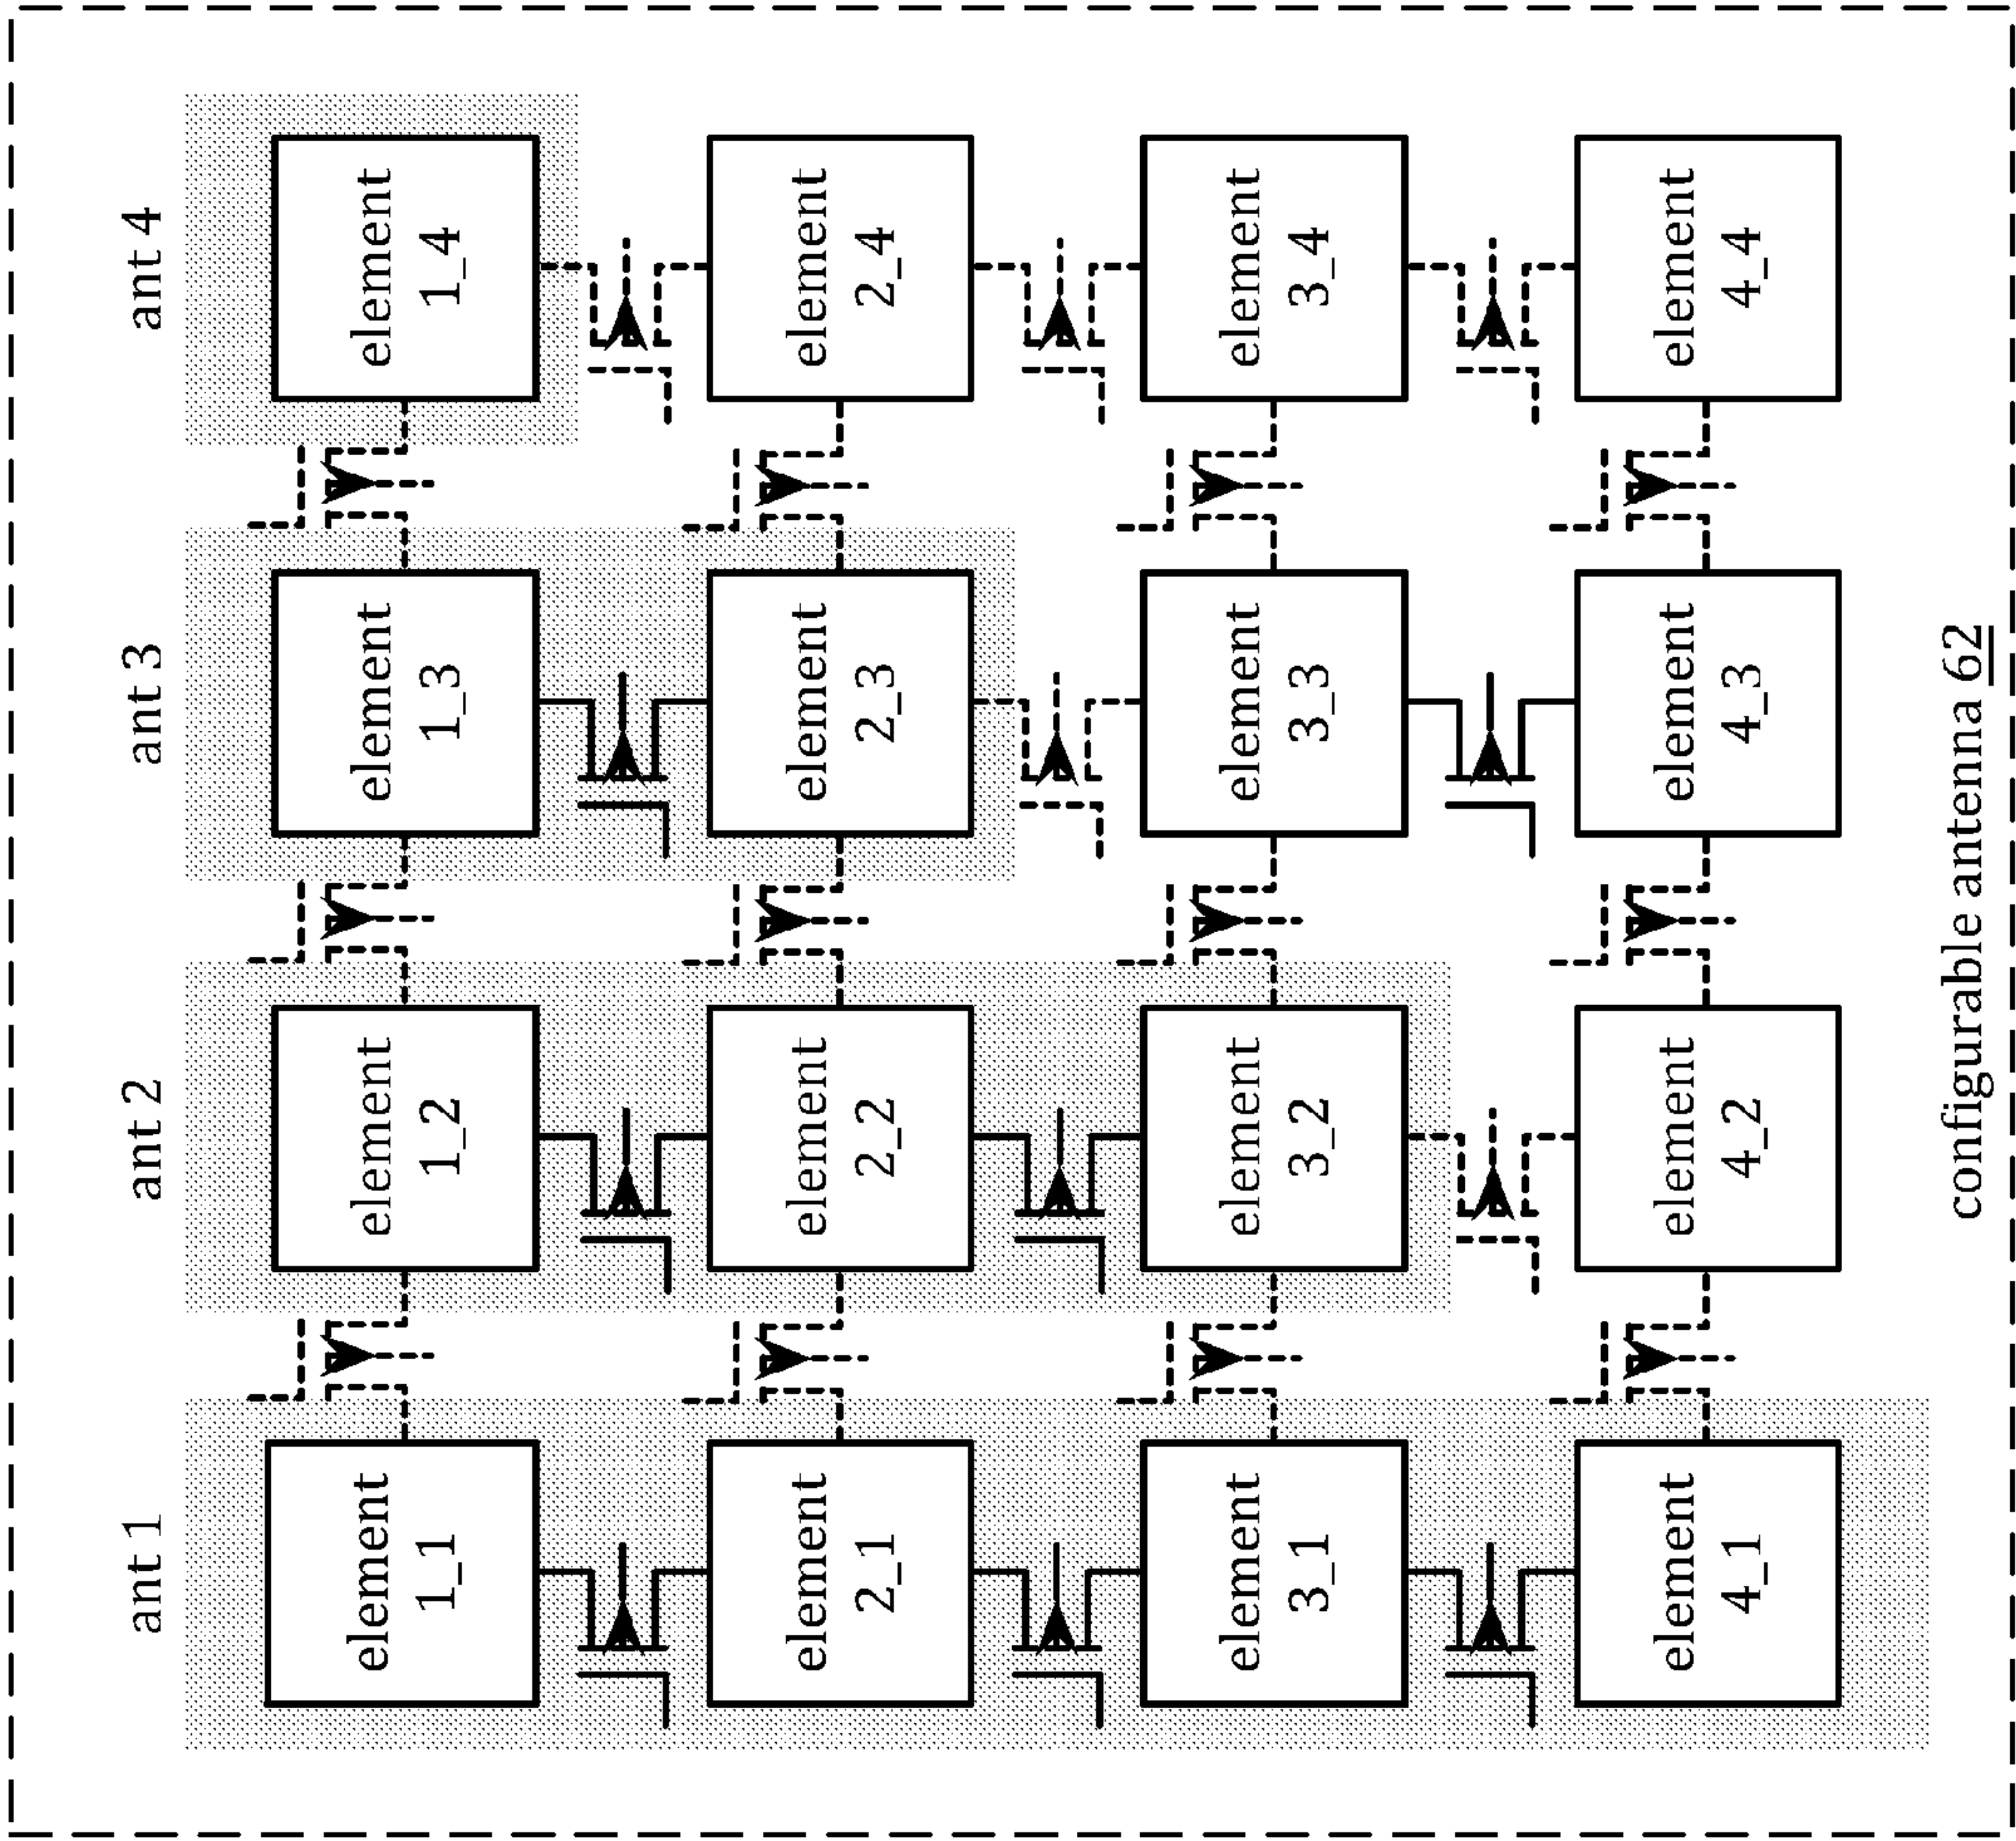 ant 1
ant 2
ant 3
ant 4
element
1_1
element
1_2
element
1_3
element
1_4
element
2_1
element
2_2
element
2_3
element
2_4
element
3_1
element
3_2
element
3_3
element
3_4
element
4_1
element
4_2
element
4_3
element
4_4
configurable antenna 62